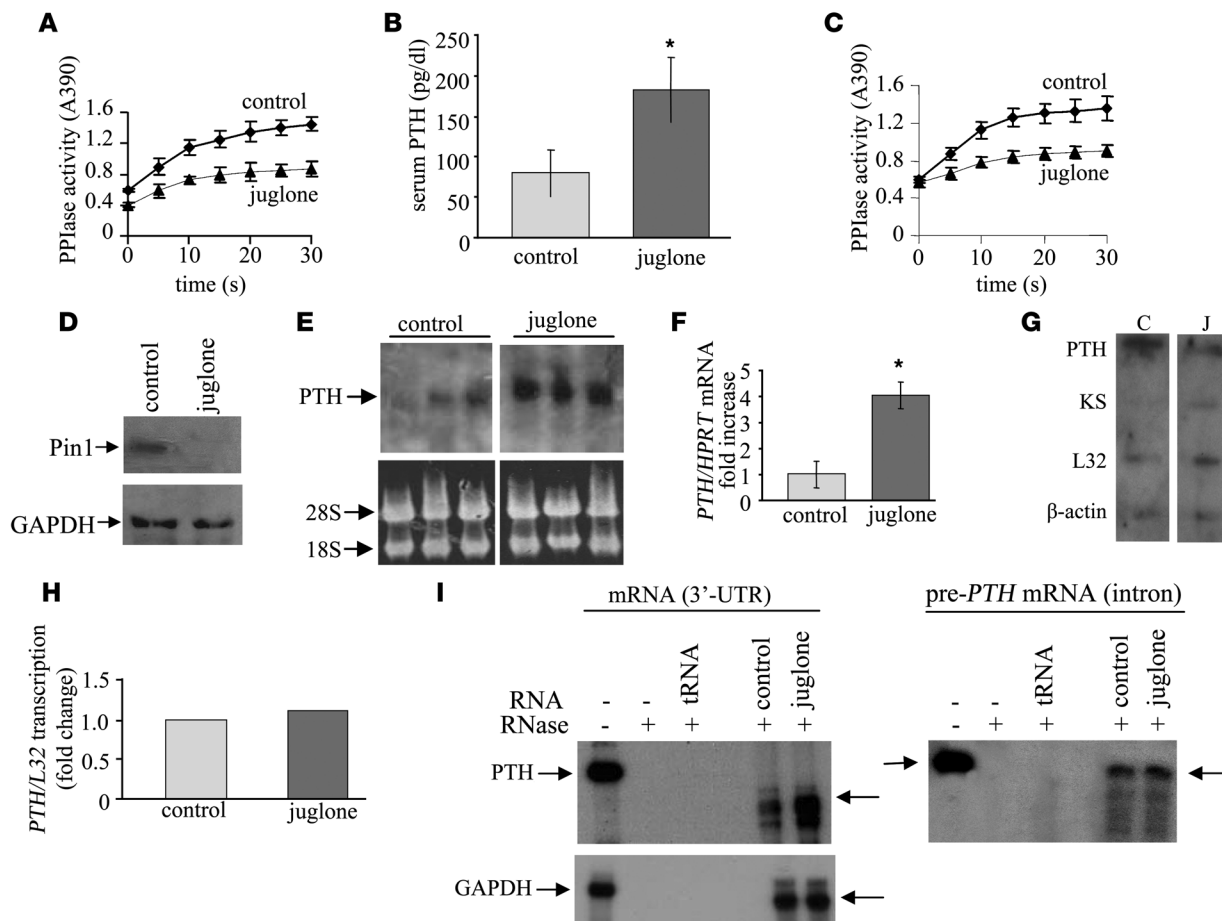 A
PPIase activity (A390)
1.6
1.2
0.8
0.4
0
control
juglone
0 10 20 30
time (s)
B
serum PTH (pg/dl)
250
200
150
100
50
0
*
control juglone
C
PPIase activity (A390)
1.6
1.2
0.8
0.4
0
control
juglone
0 10 20 30
time (s)
D
control
juglone
Pin1
GAPDH
E
control juglone
PTH
28S
18S
F
PTH/HPRT mRNA
fold increase
5
4
3
2
1
0
*
control juglone
G
C J
PTH
KS
L32
β-actin
H
PTH/L32 transcription
(fold change)
1.5
1.0
0.5
0
control juglone
I
mRNA (3’-UTR)
RNA - - tRNA control juglone
RNase - + + + +
PTH
GAPDH
pre-PTH mRNA (intron)
- - tRNA control juglone
- + + + +